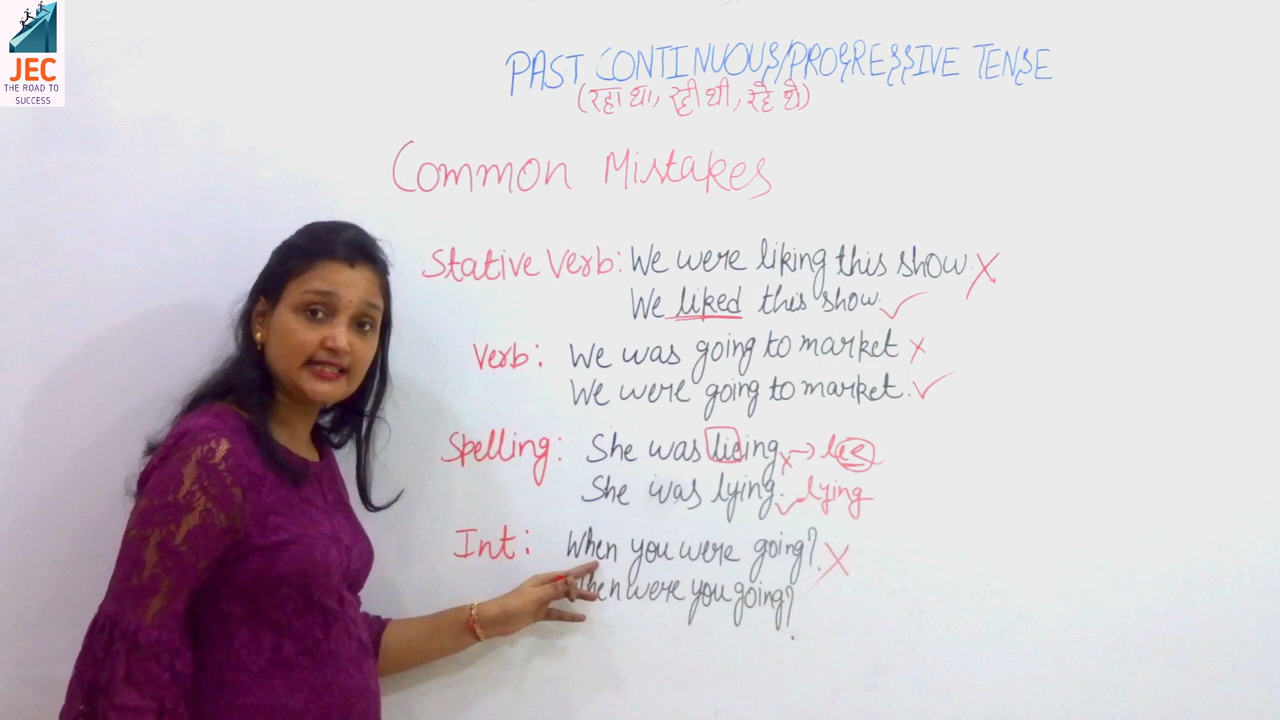 JEC
THE ROAD TO
SUCCESS
PAST CONTINUOUS/PROGRESSIVE TENSE
(रहा था, रही थी, रहे थे)
Common Mistakes
Stative Verb: We were liking this show. X
We liked this show. ✓
Verb: We was going to market x
We were going to market. ✓
Spelling: She was lieing x →
She was lying. ✓ lying
Int: When you were going? X
When were you going?